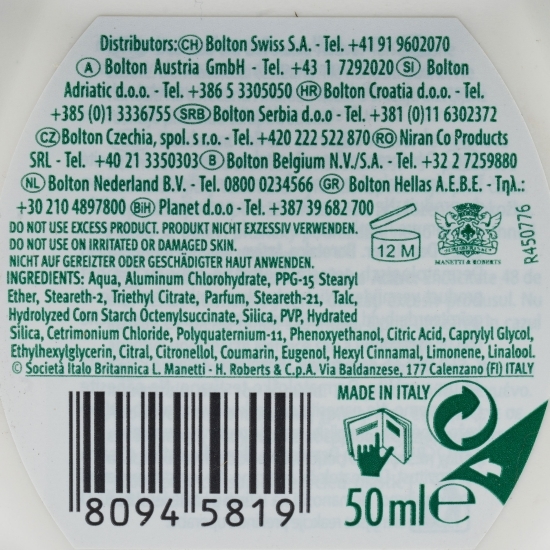 Distributors: CH Bolton Swiss S.A. - Tel. +41 91 9602070
A Bolton Austria GmbH - Tel. +43 1 7292020 SI Bolton
Adriatic d.o.o. - Tel. +386 5 3305050 HR Bolton Croatia d.o.o. - Tel.
+385 (0)1 3336755 SRB Bolton Serbia d.o.o - Tel. +381 (0)11 6302372
CZ Bolton Czechia, spol. s r.o. - Tel. +420 222 522 870 RO Niran Co Products
SRL - Tel. +40 21 3350303 B Bolton Belgium N.V./S.A. - Tel. +32 2 7259880
NL Bolton Nederland B.V. - Tel. 0800 0234566 GR Bolton Hellas A.E.B.E. - Τηλ.:
+30 210 4897800 BiH Planet d.o.o - Tel. +387 39 682 700
DO NOT USE EXCESS PRODUCT. PRODUKT NICHT EXZESSIV VERWENDEN.
DO NOT USE ON IRRITATED OR DAMAGED SKIN.
NICHT AUF GEREIZTER ODER GESCHÄDIGTER HAUT ANWENDEN.
12 M
MANETTI & ROBERTS
R450776
INGREDIENTS: Aqua, Aluminum Chlorohydrate, PPG-15 Stearyl
Ether, Steareth-2, Triethyl Citrate, Parfum, Steareth-21, Talc,
Hydrolyzed Corn Starch Octenylsuccinate, Silica, PVP, Hydrated
Silica, Cetrimonium Chloride, Polyquaternium-11, Phenoxyethanol, Citric Acid, Caprylyl Glycol,
Ethylhexylglycerin, Citral, Citronellol, Coumarin, Eugenol, Hexyl Cinnamal, Limonene, Linalool.
© Società Italo Britannica L. Manetti - H. Roberts & C.p.A. Via Baldanzese, 177 Calenzano (FI) ITALY
MADE IN ITALY
8094 5819
50 ml e